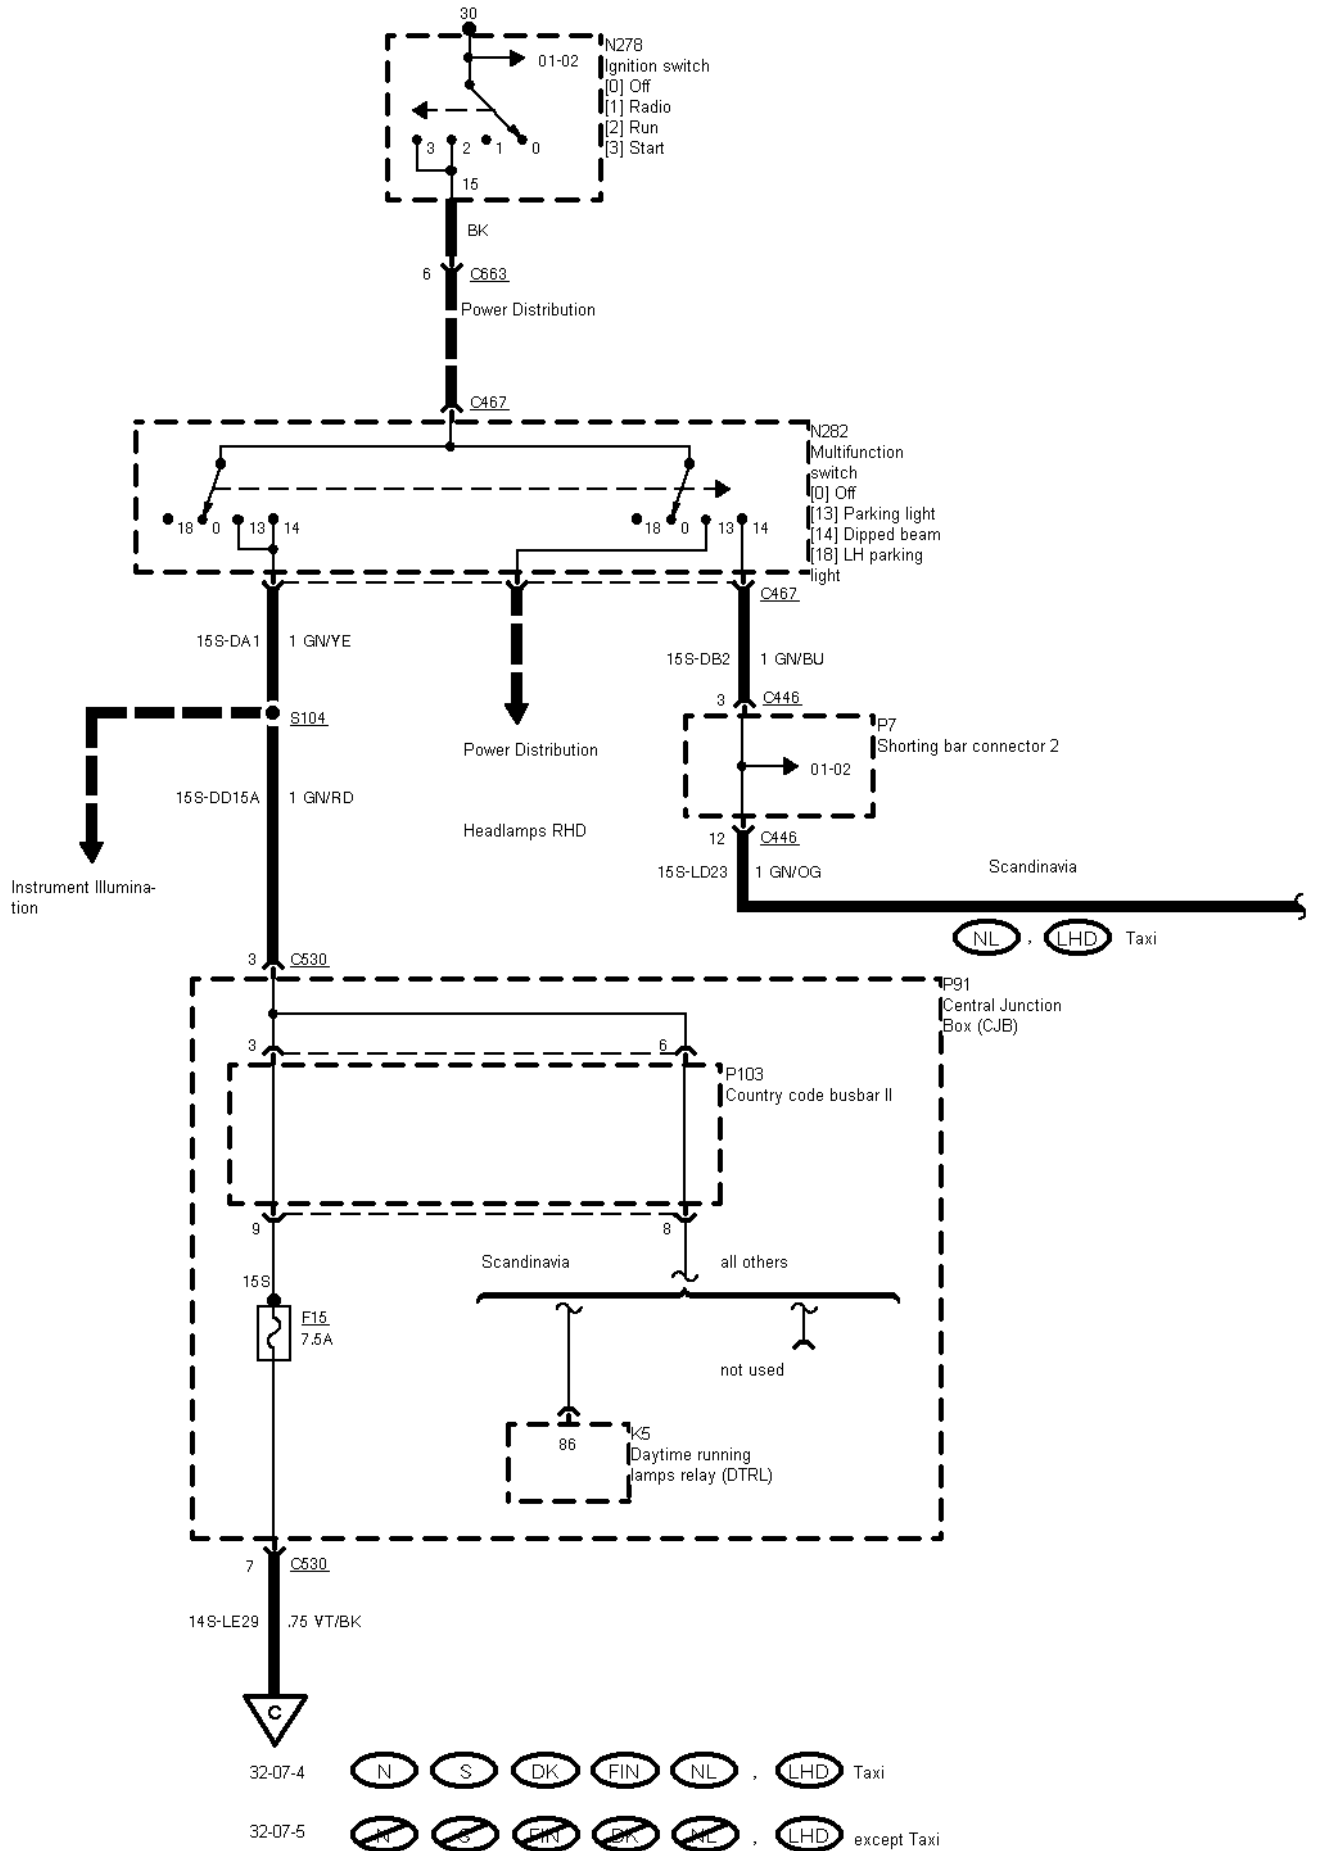 30
N278
Ignition switch
[0] Off
[1] Radio
[2] Run
[3] Start
01-02
3 2 1 0
15
BK
6 C663
Power Distribution
C467
N282
Multifunction
switch
[0] Off
[13] Parking light
[14] Dipped beam
[18] LH parking
light
18 0 13 14
18 0 13 14
C467
15S-DA1 1 GN/YE
15S-DB2 1 GN/BU
3 C446
S104
P7
Shorting bar connector 2
01-02
Power Distribution
15S-DD15A 1 GN/RD
Headlamps RHD
12 C446
15S-LD23 1 GN/OG
Scandinavia
Instrument Illumina-
tion
NL , LHD Taxi
3 C530
P91
Central Junction
Box (CJB)
3 6
P103
Country code busbar II
9 8
Scandinavia all others
15S
F15
7.5A
not used
86
K5
Daytime running
lamps relay (DTRL)
7 C530
14S-LE29 .75 VT/BK
C
32-07-4 N S DK FIN NL , LHD Taxi
32-07-5 N S FIN DK NL , LHD except Taxi